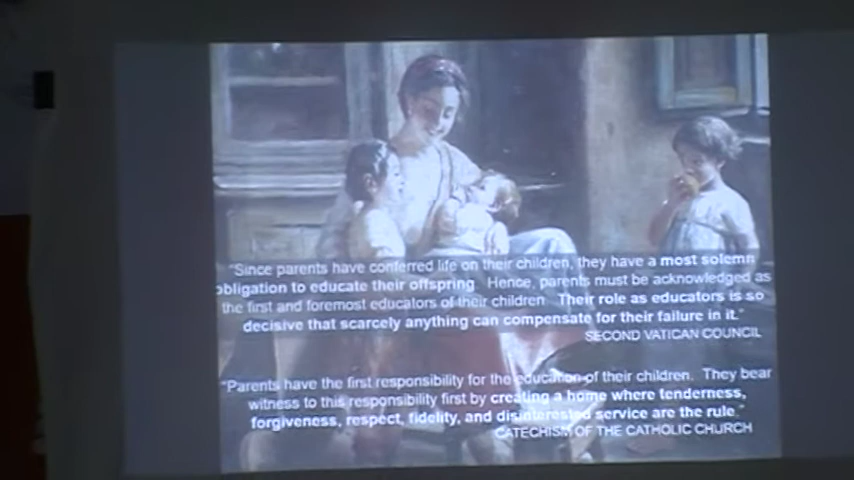 "Since parents have conferred life on their children, they have a most solemn
obligation to educate their offspring Hence, parents must be acknowledged as
the first and foremost educators of their children Their role as educators is so
decisive that scarcely anything can compensate for their failure in it."
SECOND VATICAN COUNCIL
"Parents have the first responsibility for the education of their children. They bear
witness to this responsibility first by creating a home where tenderness,
forgiveness, respect, fidelity, and disinterested service are the rule."
CATECHISM OF THE CATHOLIC CHURCH